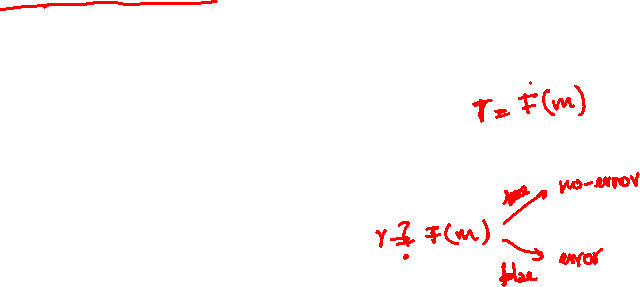 r = F(m)
true no-error
r ≟ F(m)
false error